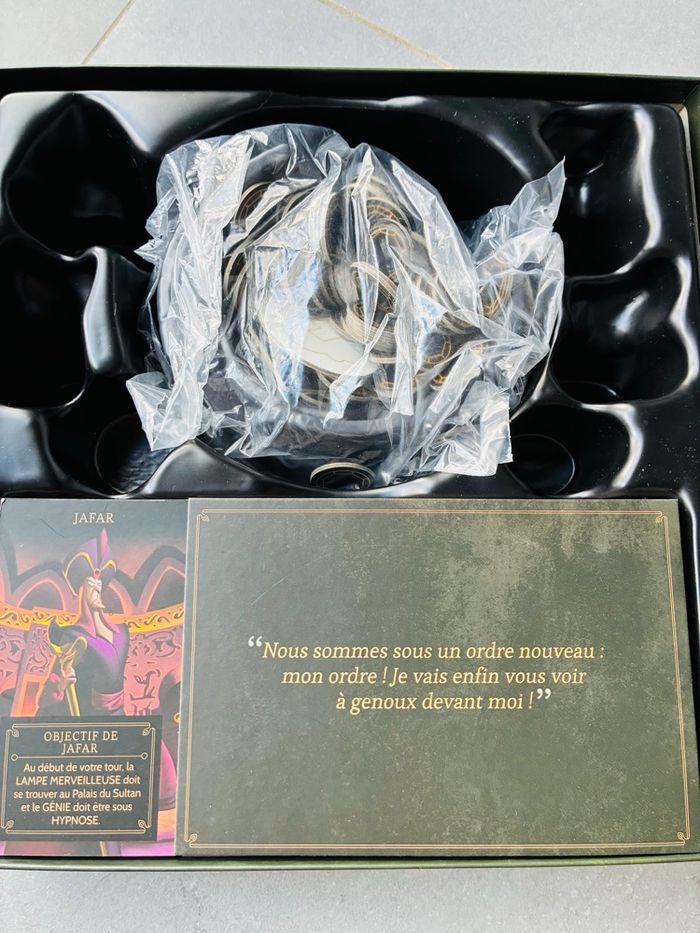 JAFAR
OBJECTIF DE
JAFAR
Au début de votre tour, la
LAMPE MERVEILLEUSE doit
se trouver au Palais du Sultan
et le GÉNIE doit être sous
HYPNOSE.
“Nous sommes sous un ordre nouveau :
mon ordre ! Je vais enfin vous voir
à genoux devant moi !”